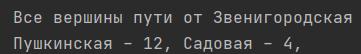 Все вершины пути от Звенигородская
Пушкинская – 12, Садовая – 4,